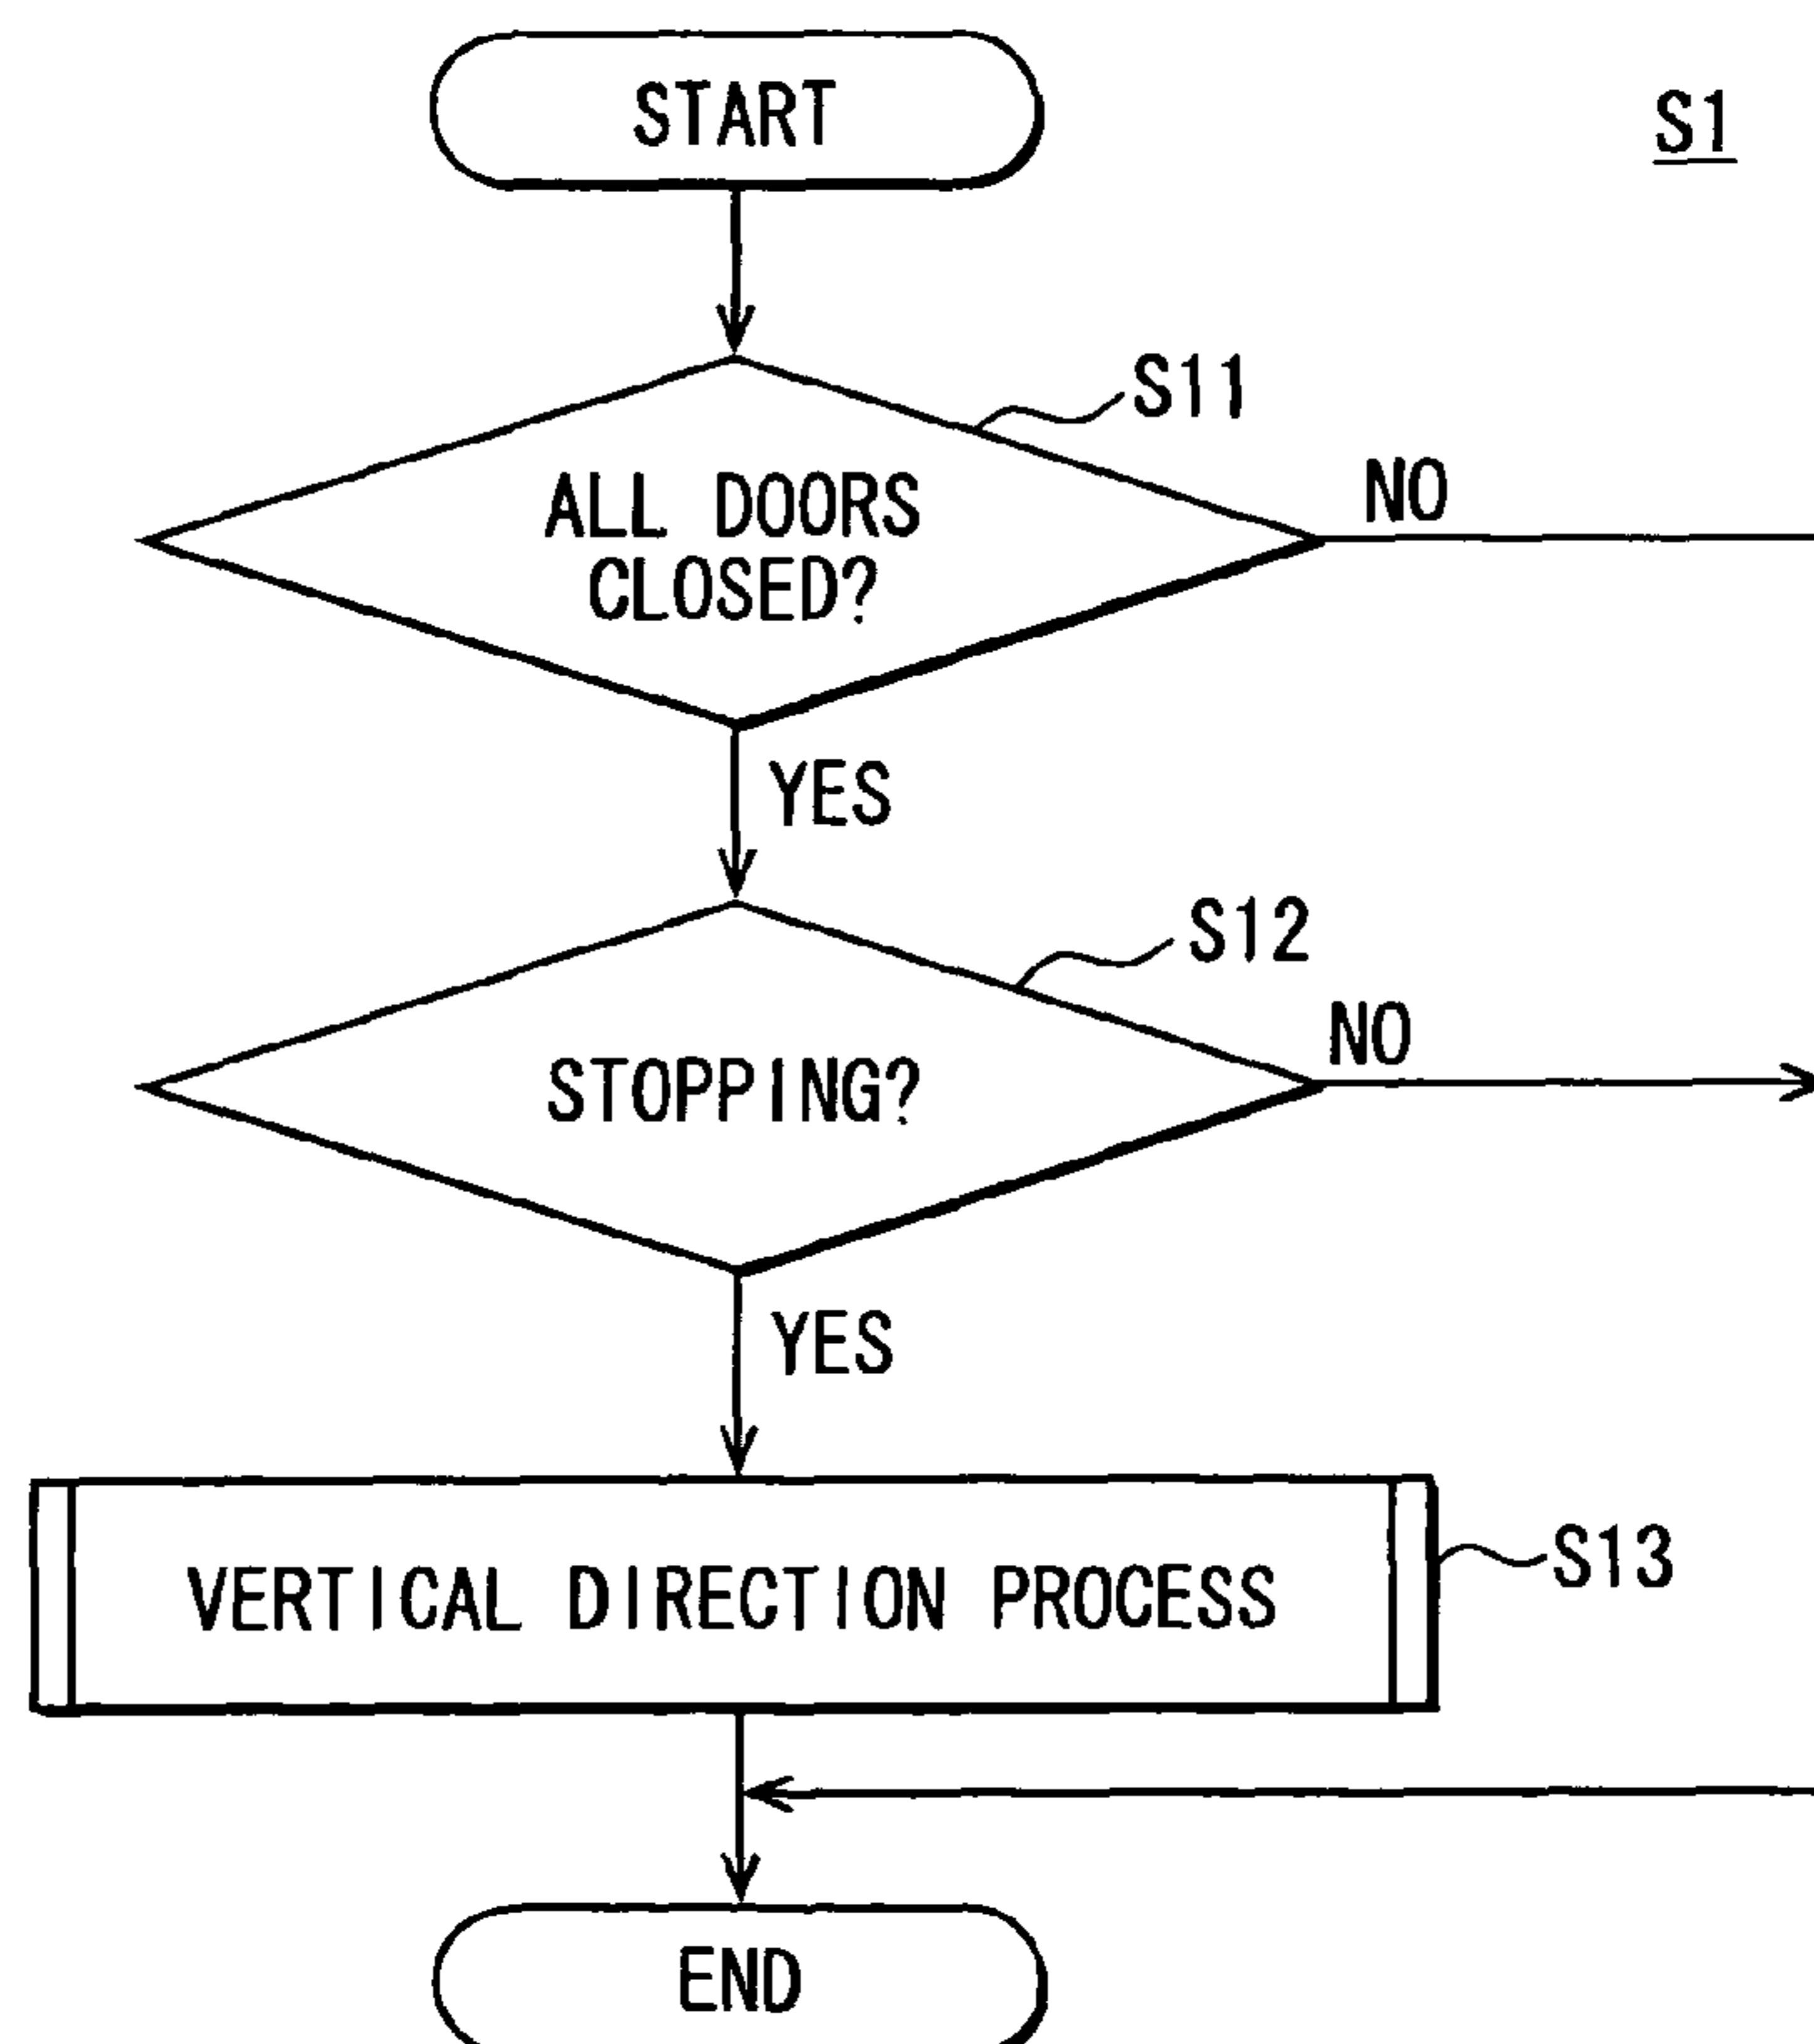 START
S1
S11
ALL DOORS
CLOSED?
NO
YES
S12
STOPPING?
NO
YES
VERTICAL DIRECTION PROCESS
S13
END